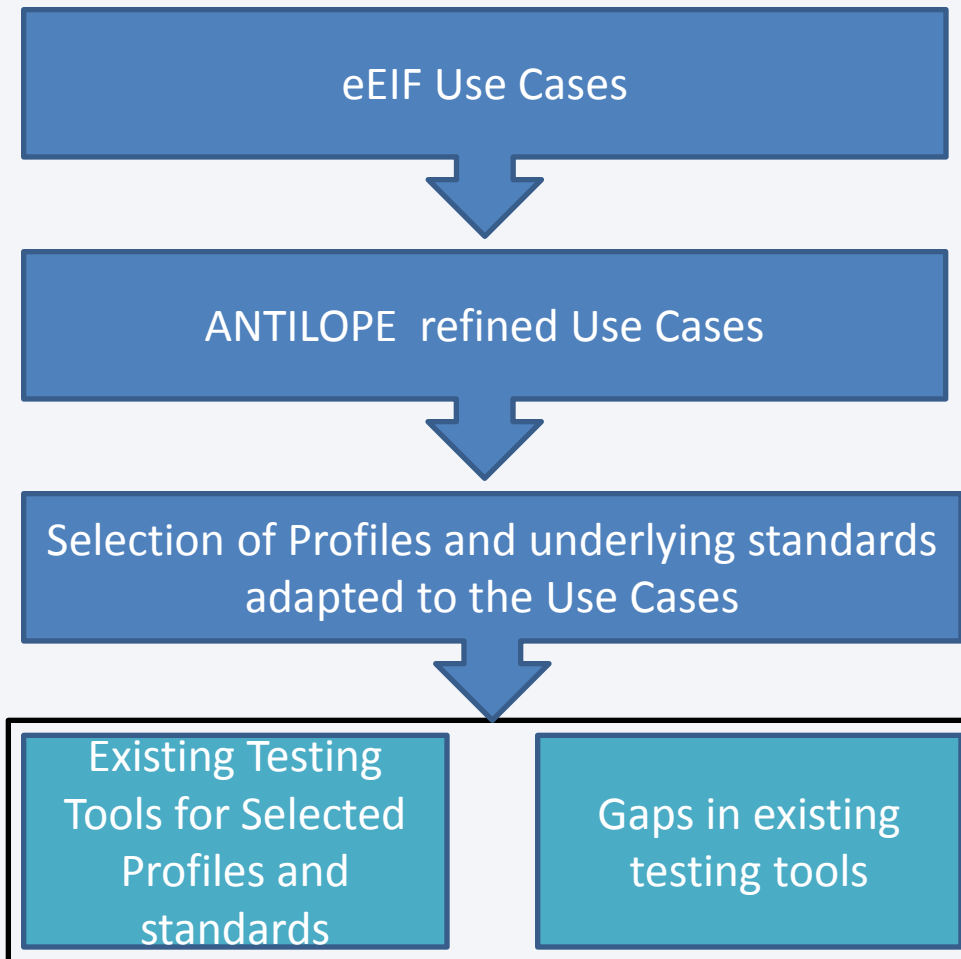 eEIF Use Cases
ANTILOPE  refined Use Cases
Selection of Profiles and underlying standards
adapted to the Use Cases
Existing Testing
Tools for Selected
Profiles and
standards
Gaps in existing
testing tools